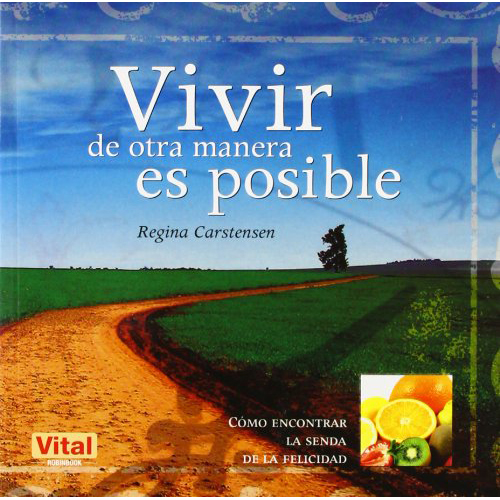 Vivir
de otra manera
es posible
Regina Carstensen
CÓMO ENCONTRAR
LA SENDA
DE LA FELICIDAD
Vital
ROBINBOOK